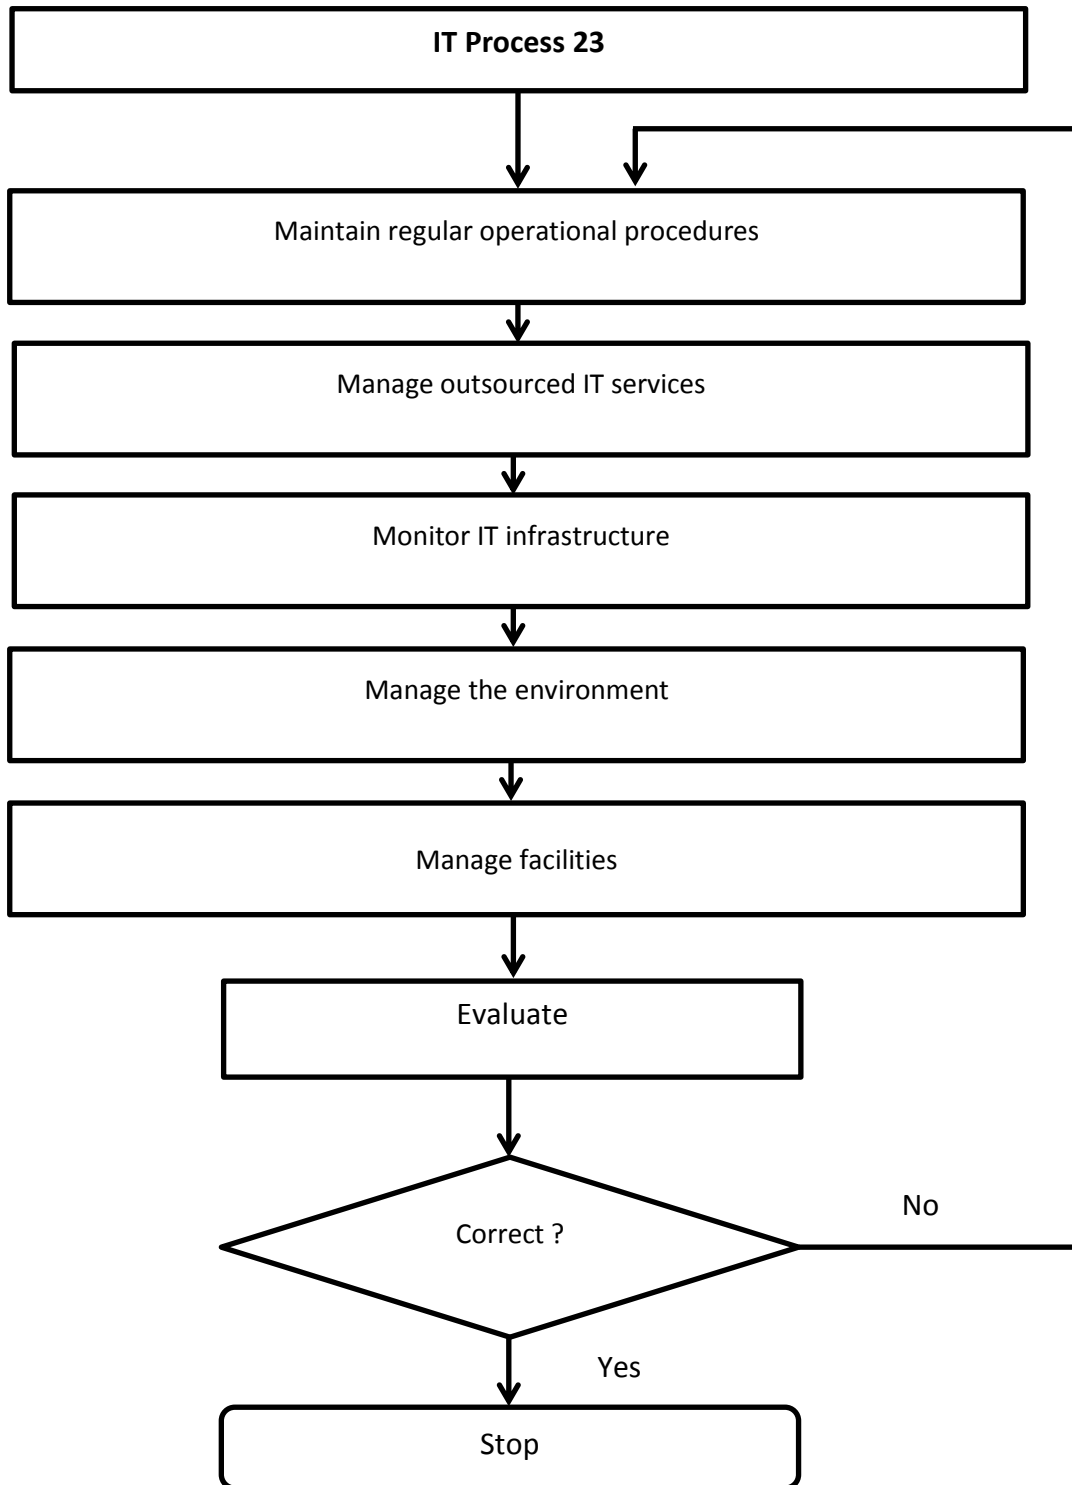 IT Process 23
Maintain regular operational procedures
Manage outsourced IT services
Monitor IT infrastructure
Manage the environment
Manage facilities
Evaluate
Correct ?
No
Yes
Stop